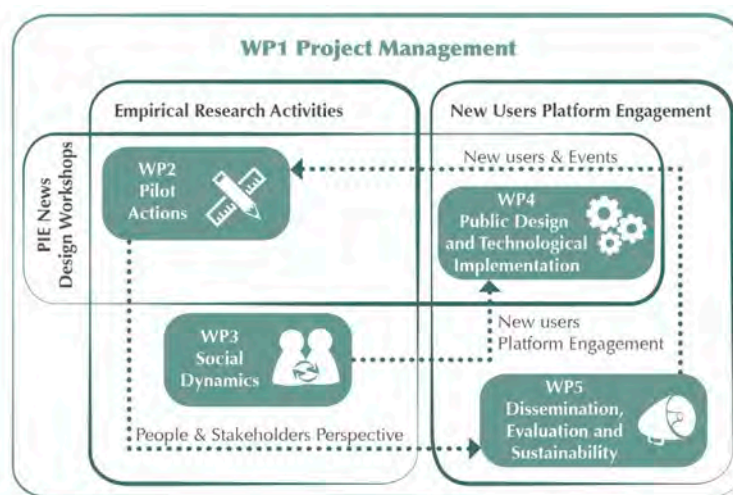 WP1 Project Management
Empirical Research Activities
New Users Platform Engagement
PIE News
Design Workshops
WP2
Pilot
Actions
New users & Events
WP4
Public Design
and Technological
Implementation
WP3
Social
Dynamics
New users
Platform Engagement
WP5
Dissemination,
Evaluation and
Sustainability
People & Stakeholders Perspective